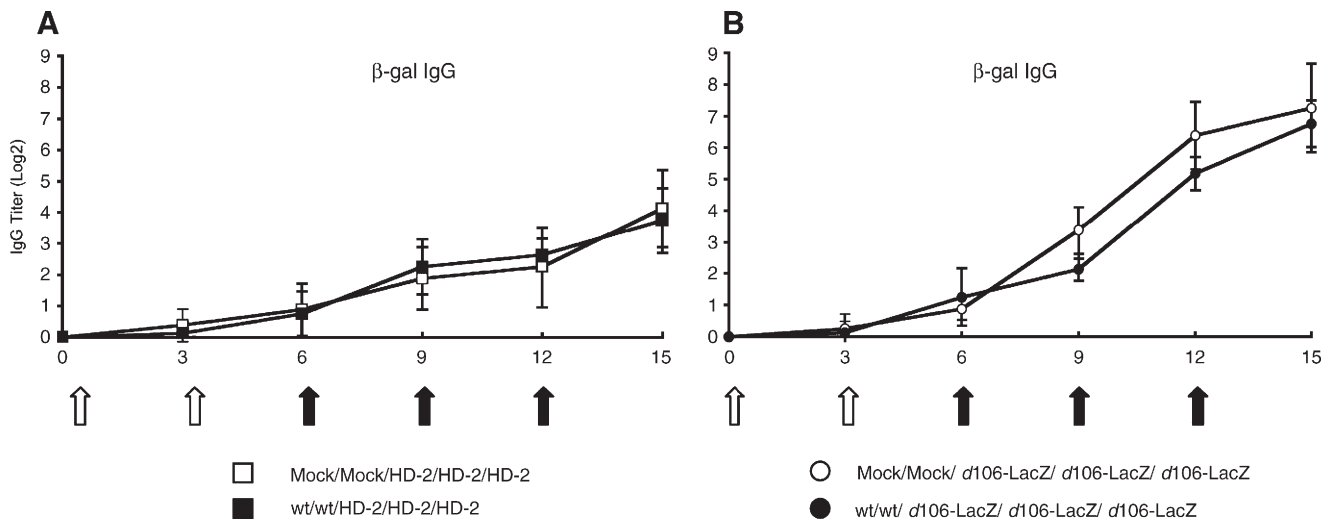 A
β-gal IgG
IgG Titer (Log2)
9
8
7
6
5
4
3
2
1
0
0 3 6 9 12 15
Mock/Mock/HD-2/HD-2/HD-2
wt/wt/HD-2/HD-2/HD-2
B
β-gal IgG
9
8
7
6
5
4
3
2
1
0
0 3 6 9 12 15
Mock/Mock/ d106-LacZ/ d106-LacZ/ d106-LacZ
wt/wt/ d106-LacZ/ d106-LacZ/ d106-LacZ